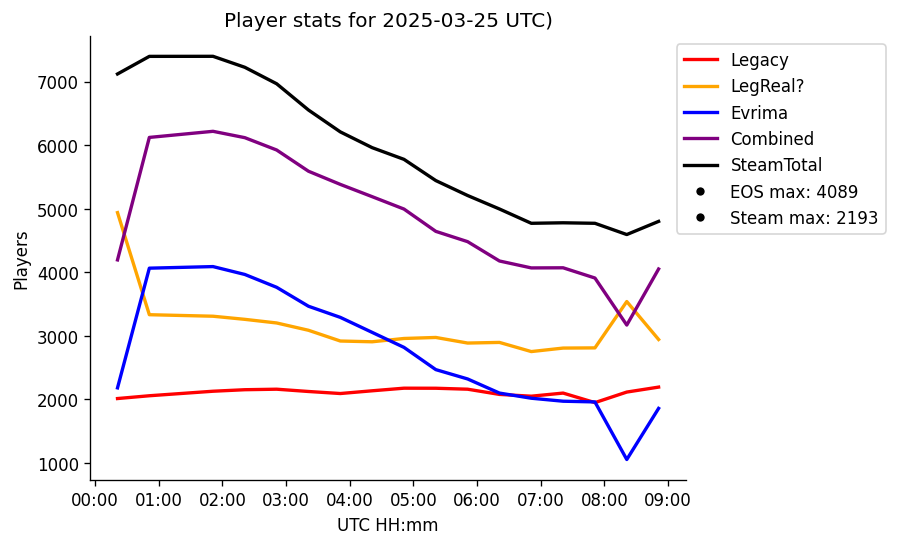 Player stats for 2025-03-25 UTC)
Legacy
LegReal?
Evrima
Combined
SteamTotal
EOS max: 4089
Steam max: 2193
Players
7000
6000
5000
4000
3000
2000
1000
00:00 01:00 02:00 03:00 04:00 05:00 06:00 07:00 08:00 09:00
UTC HH:mm